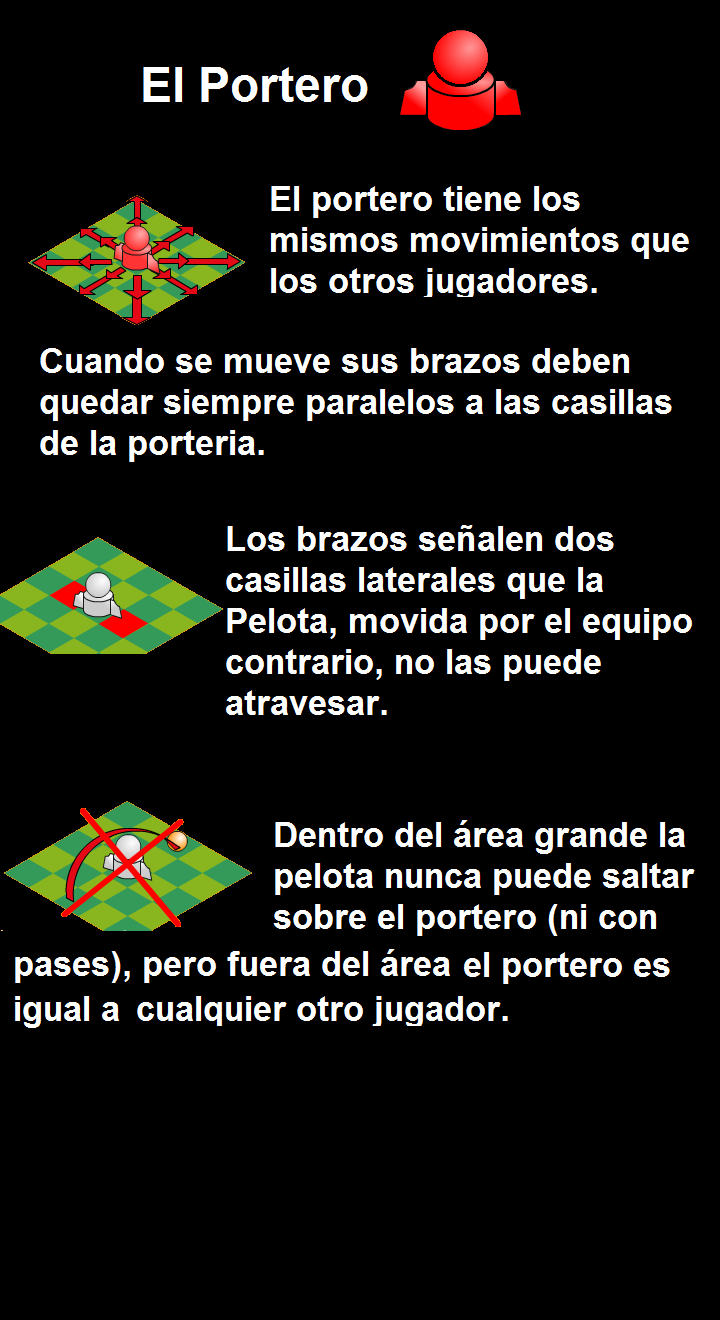 El Portero
El portero tiene los
mismos movimientos que
los otros jugadores.
Cuando se mueve sus brazos deben
quedar siempre paralelos a las casillas
de la porteria.
Los brazos señalen dos
casillas laterales que la
Pelota, movida por el equipo
contrario, no las puede
atravesar.
Dentro del área grande la
pelota nunca puede saltar
sobre el portero (ni con
pases), pero fuera del área el portero es
igual a cualquier otro jugador.